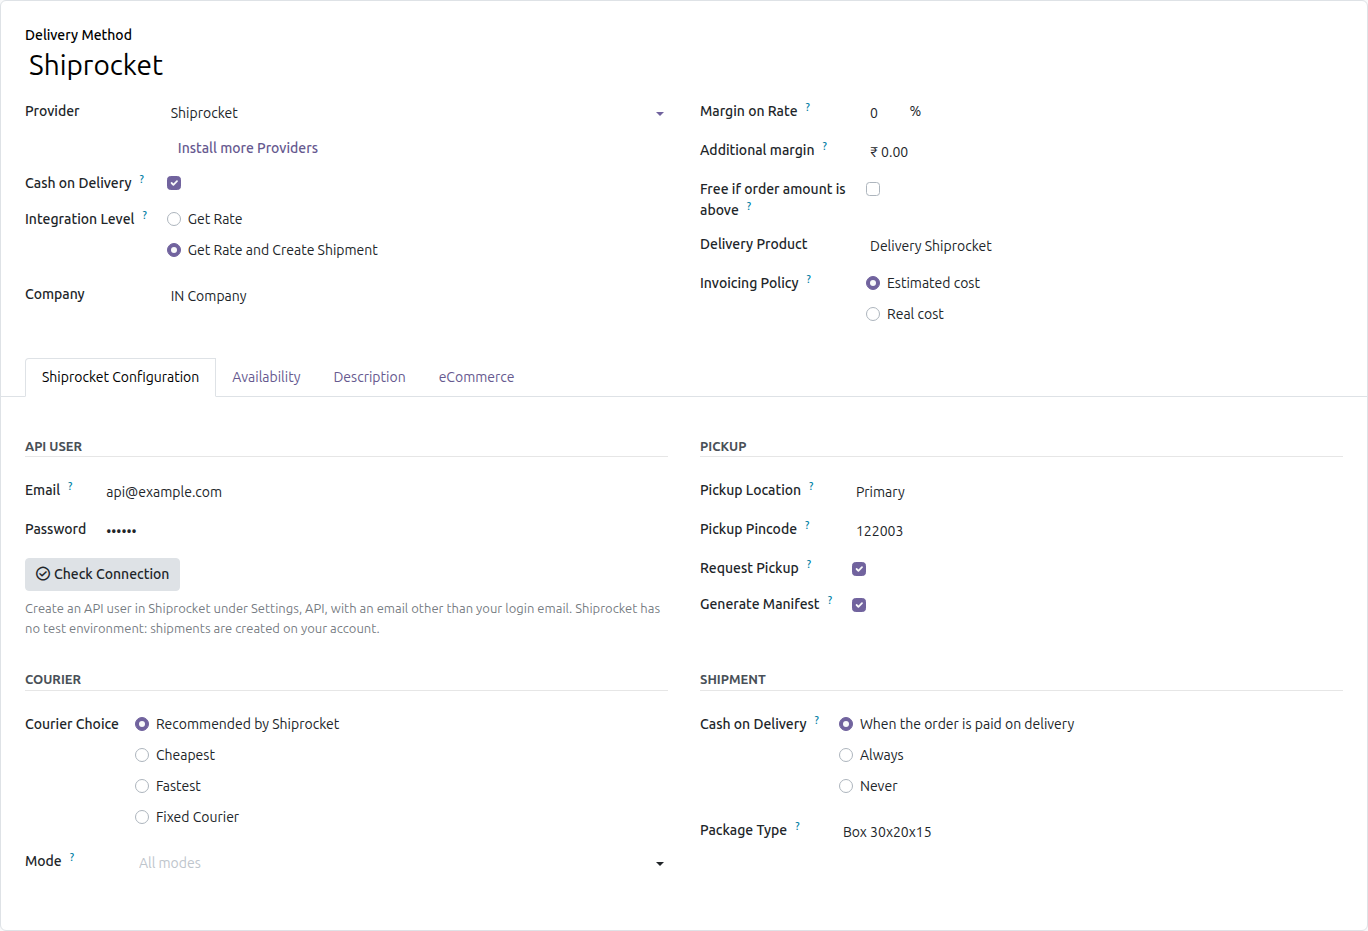 Delivery Method
Shiprocket
Provider
Shiprocket
Install more Providers
Cash on Delivery ?
Integration Level ?
Get Rate
Get Rate and Create Shipment
Company
IN Company
Margin on Rate ?
0 %
Additional margin ?
₹ 0.00
Free if order amount is
above ?
Delivery Product
Delivery Shiprocket
Invoicing Policy ?
Estimated cost
Real cost
Shiprocket Configuration
Availability
Description
eCommerce
API USER
Email ?
api@example.com
Password
••••••
Check Connection
Create an API user in Shiprocket under Settings, API, with an email other than your login email. Shiprocket has
no test environment: shipments are created on your account.
PICKUP
Pickup Location ?
Primary
Pickup Pincode ?
122003
Request Pickup ?
Generate Manifest ?
COURIER
Courier Choice
Recommended by Shiprocket
Cheapest
Fastest
Fixed Courier
Mode ?
All modes
SHIPMENT
Cash on Delivery ?
When the order is paid on delivery
Always
Never
Package Type ?
Box 30x20x15